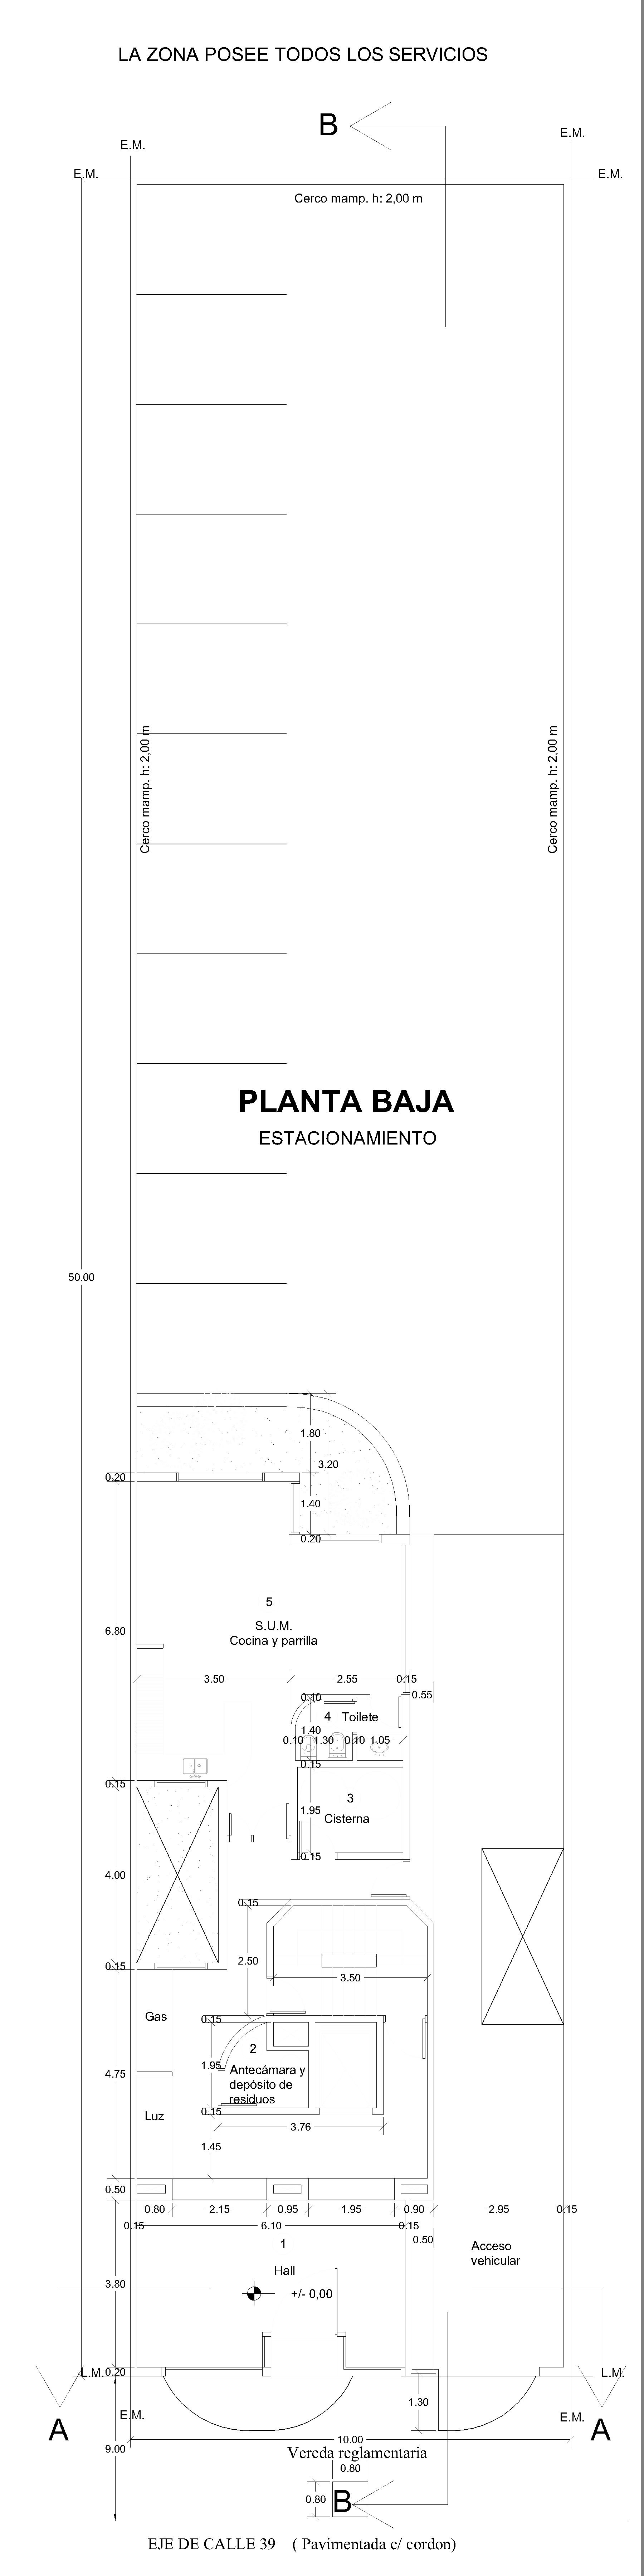 LA ZONA POSEE TODOS LOS SERVICIOS
B
E.M.
E.M.
E.M.
E.M.
Cerco mamp. h: 2,00 m
Cerco mamp. h: 2,00 m
Cerco mamp. h: 2,00 m
PLANTA BAJA
ESTACIONAMIENTO
50.00
1.80
3.20
0.20
1.40
0.20
5
S.U.M.
Cocina y parrilla
6.80
3.50
2.55
0.15
0.10
0.55
4 Toilete
1.40
0.10
1.30
0.10
1.05
0.15
0.15
3
1.95
Cisterna
0.15
4.00
0.15
0.15
2.50
3.50
Gas
0.15
2
1.95
Antecámara y
depósito de
residuos
4.75
0.15
Luz
3.76
1.45
0.50
0.80
2.15
0.95
1.95
0.90
2.95
0.15
0.15
6.10
0.15
0.50
1
Acceso
vehicular
Hall
3.80
+/- 0,00
L.M.
0.20
L.M.
1.30
A
E.M.
E.M.
A
10.00
9.00
Vereda reglamentaria
0.80
0.80
B
EJE DE CALLE 39 ( Pavimentada c/ cordon)